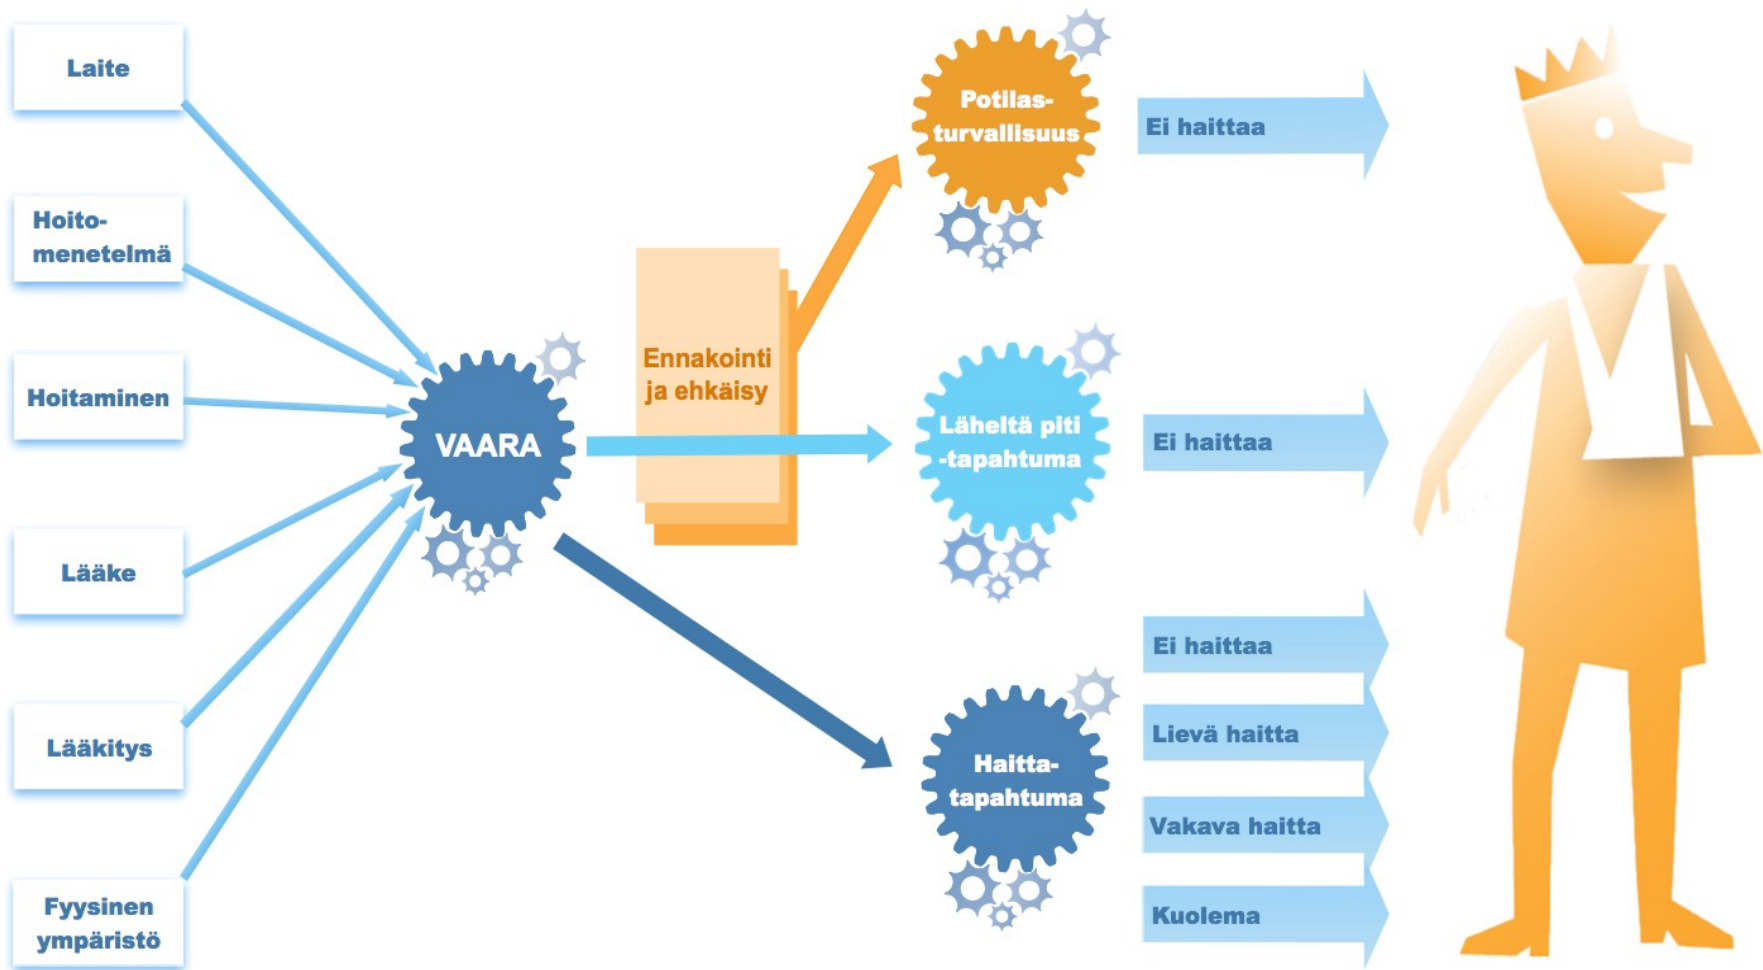 Laite
Hoito-
menetelmä
Hoitaminen
Lääke
Lääkitys
Fyysinen
ympäristö
VAARA
Ennakointi
ja ehkäisy
Potilas-
turvallisuus
Ei haittaa
Läheltä piti
-tapahtuma
Ei haittaa
Haitta-
tapahtuma
Ei haittaa
Lievä haitta
Vakava haitta
Kuolema